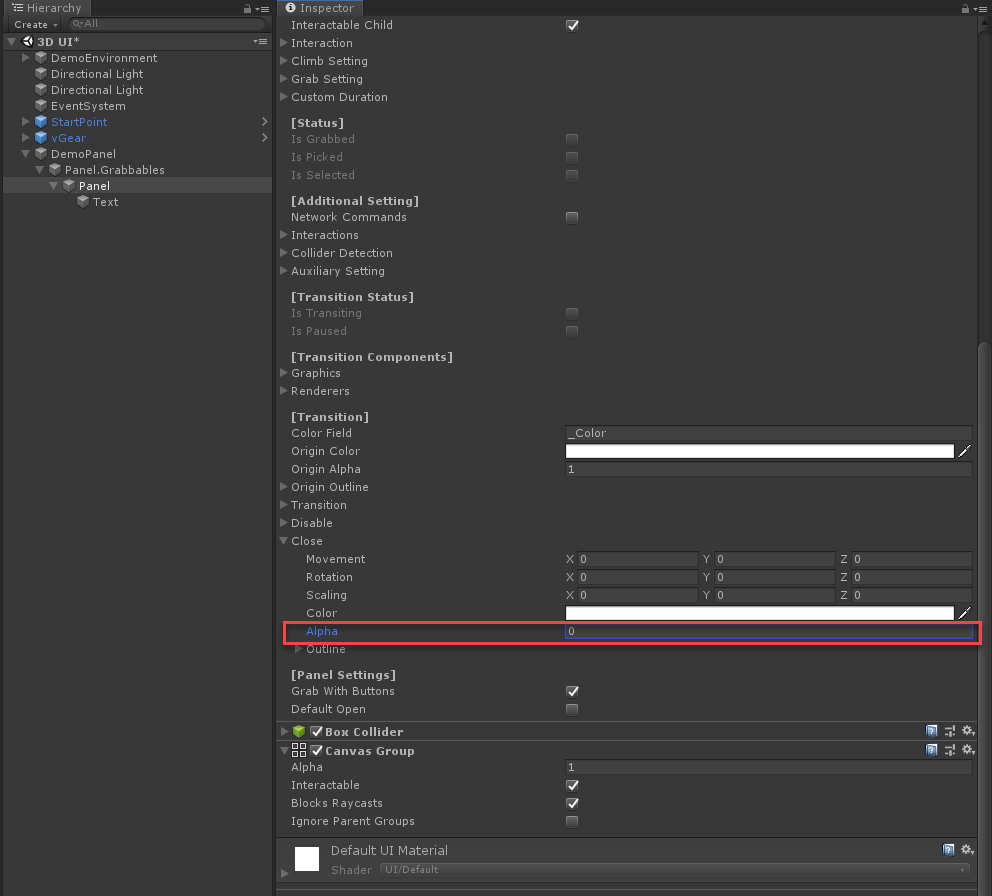 Hierarchy
Create
All
3D UI*
DemoEnvironment
Directional Light
Directional Light
EventSystem
StartPoint
vGear
DemoPanel
Panel.Grabbables
Panel
Text
Inspector
Interactable Child
Interaction
Climb Setting
Grab Setting
Custom Duration
[Status]
Is Grabbed
Is Picked
Is Selected
[Additional Setting]
Network Commands
Interactions
Collider Detection
Auxiliary Setting
[Transition Status]
Is Transiting
Is Paused
[Transition Components]
Graphics
Renderers
[Transition]
Color Field _Color
Origin Color
Origin Alpha 1
Origin Outline
Transition
Disable
Close
Movement X 0 Y 0 Z 0
Rotation X 0 Y 0 Z 0
Scaling X 0 Y 0 Z 0
Color
Alpha 0
Outline
[Panel Settings]
Grab With Buttons
Default Open
Box Collider
Canvas Group
Alpha 1
Interactable
Blocks Raycasts
Ignore Parent Groups
Default UI Material
Shader UI/Default